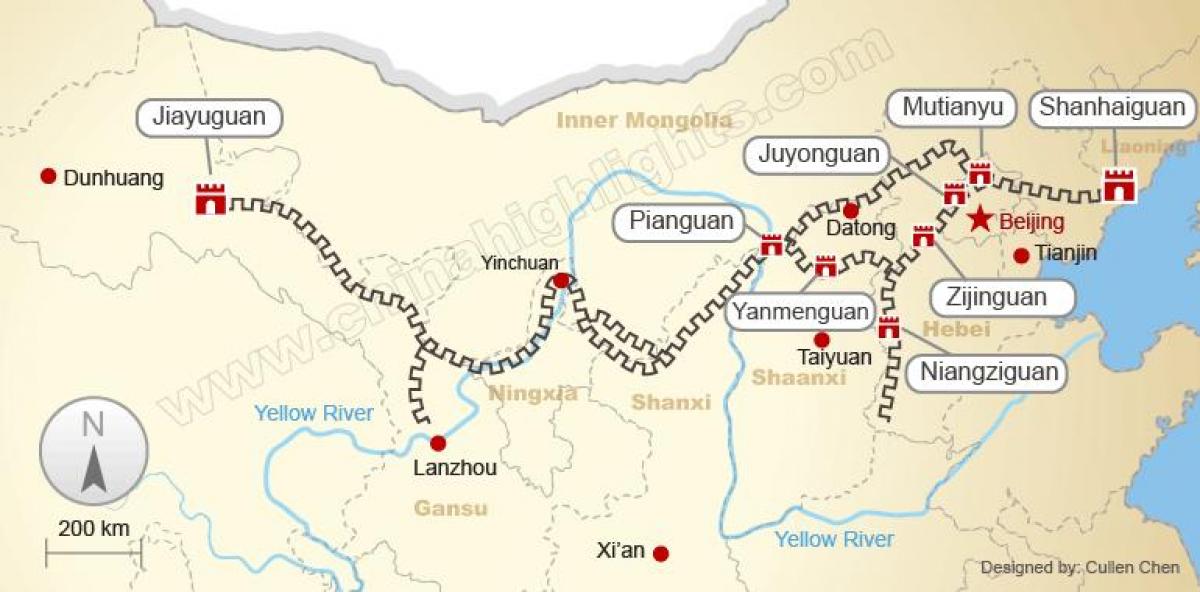 www.chinahighlights.com
Mutianyu
Shanhaiguan
Jiayuguan
Inner Mongolia
Liaoning
Juyonguan
Dunhuang
Pianguan
Datong
Beijing
Yinchuan
Tianjin
Yanmenguan
Zijinguan
Hebei
Taiyuan
Niangziguan
Shaanxi
Ningxia
Shanxi
Yellow River
N
Lanzhou
Gansu
200 km
Yellow River
Xi'an
Designed by: Cullen Chen